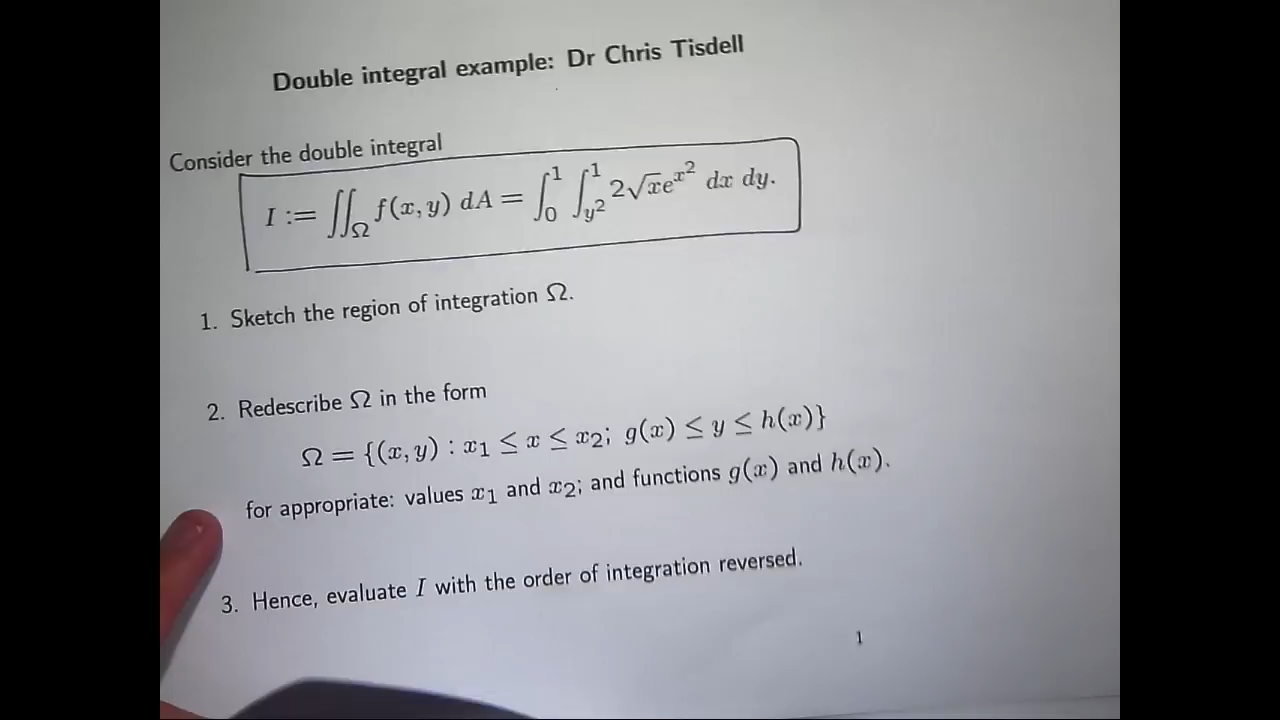 Double integral example: Dr Chris Tisdell
Consider the double integral
I := ∬_Ω f(x, y) dA = ∫_0^1 ∫_{y^2}^1 2√x e^{x^2} dx dy.
1. Sketch the region of integration Ω.
2. Redescribe Ω in the form
Ω = {(x, y) : x_1 ≤ x ≤ x_2; g(x) ≤ y ≤ h(x)}
for appropriate: values x_1 and x_2; and functions g(x) and h(x).
3. Hence, evaluate I with the order of integration reversed.
1